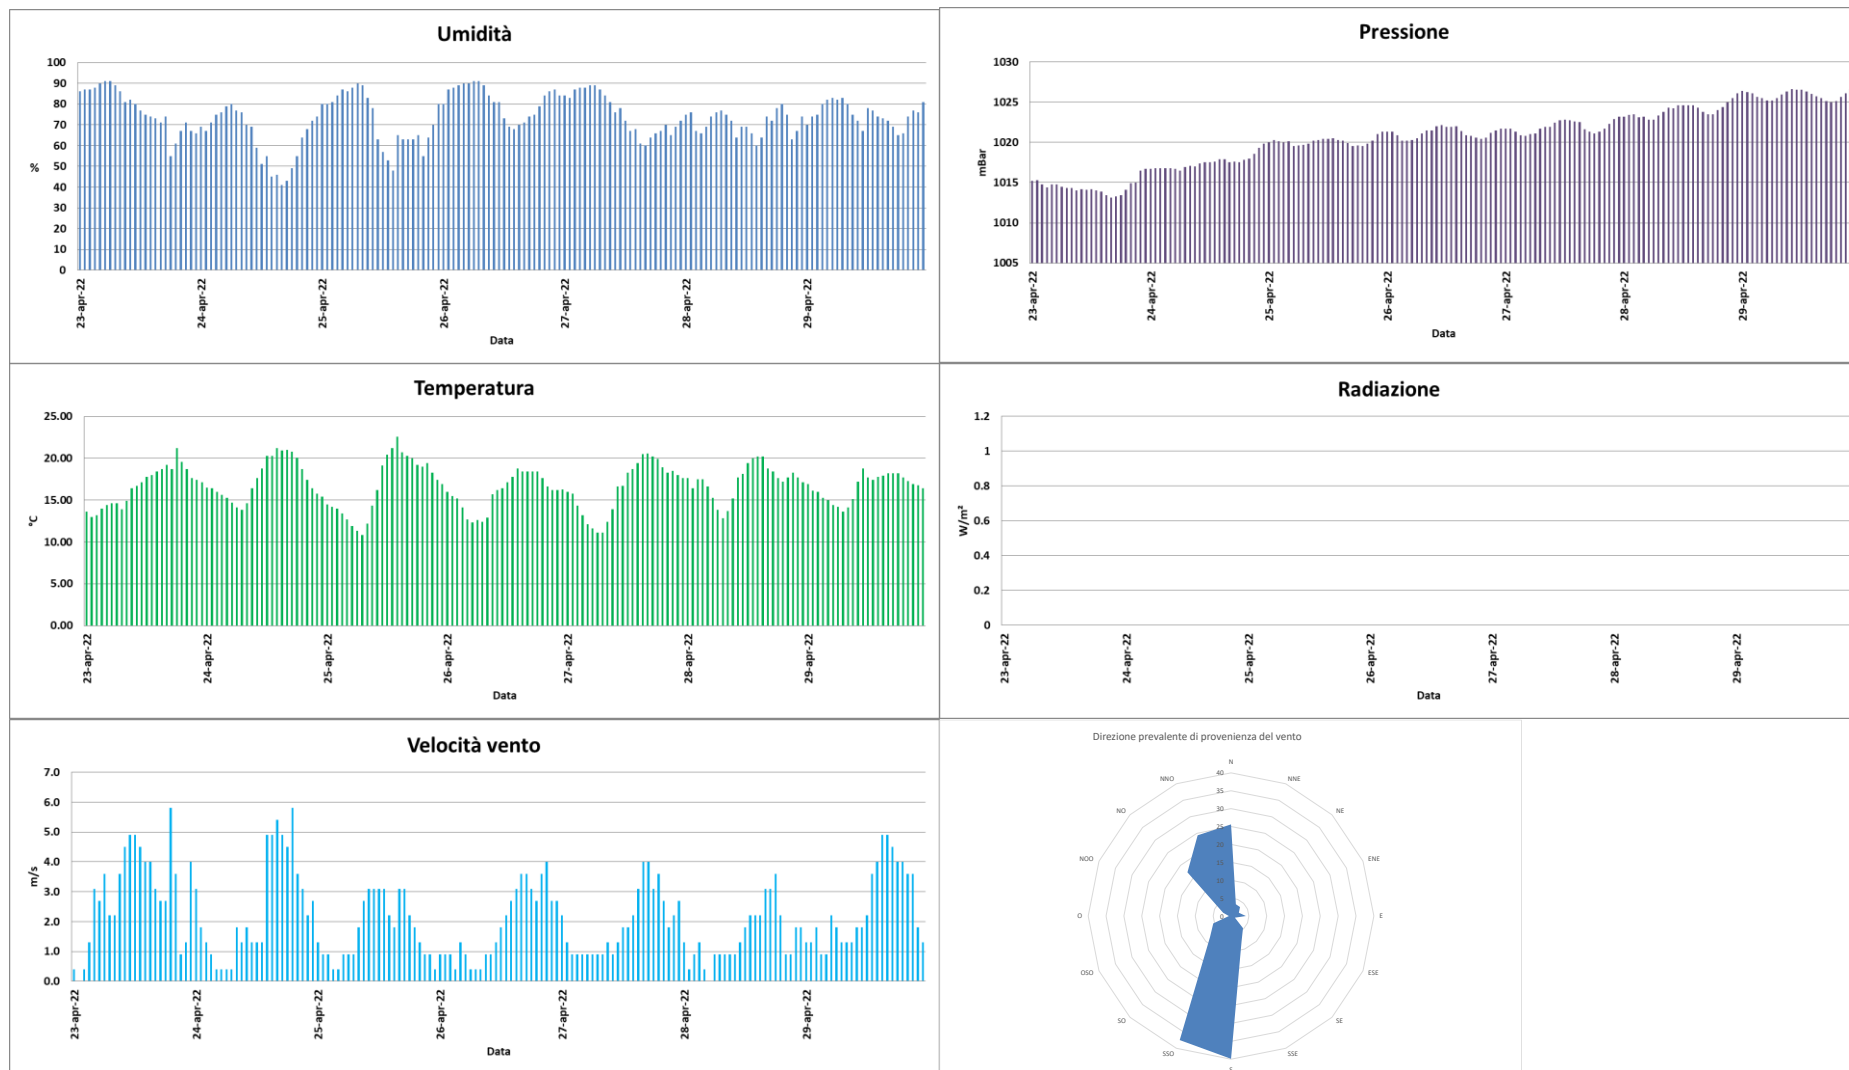 Umidità
100
90
80
70
60
50
40
30
20
10
0
%
23-apr-22
24-apr-22
25-apr-22
26-apr-22
27-apr-22
28-apr-22
29-apr-22
Data
Pressione
1030
1025
1020
1015
1010
1005
mBar
23-apr-22
24-apr-22
25-apr-22
26-apr-22
27-apr-22
28-apr-22
29-apr-22
Data
Temperatura
25.00
20.00
15.00
10.00
5.00
0.00
°C
23-apr-22
24-apr-22
25-apr-22
26-apr-22
27-apr-22
28-apr-22
29-apr-22
Data
Radiazione
1.2
1
0.8
0.6
0.4
0.2
0
W/m²
23-apr-22
24-apr-22
25-apr-22
26-apr-22
27-apr-22
28-apr-22
29-apr-22
Data
Velocità vento
7.0
6.0
5.0
4.0
3.0
2.0
1.0
0.0
m/s
23-apr-22
24-apr-22
25-apr-22
26-apr-22
27-apr-22
28-apr-22
29-apr-22
Data
Direzione prevalente di provenienza del vento
N
NNE
NE
ENE
E
ESE
SE
SSE
S
SSO
SO
OSO
O
NOO
NO
NNO
40
35
30
25
20
15
10
5
0